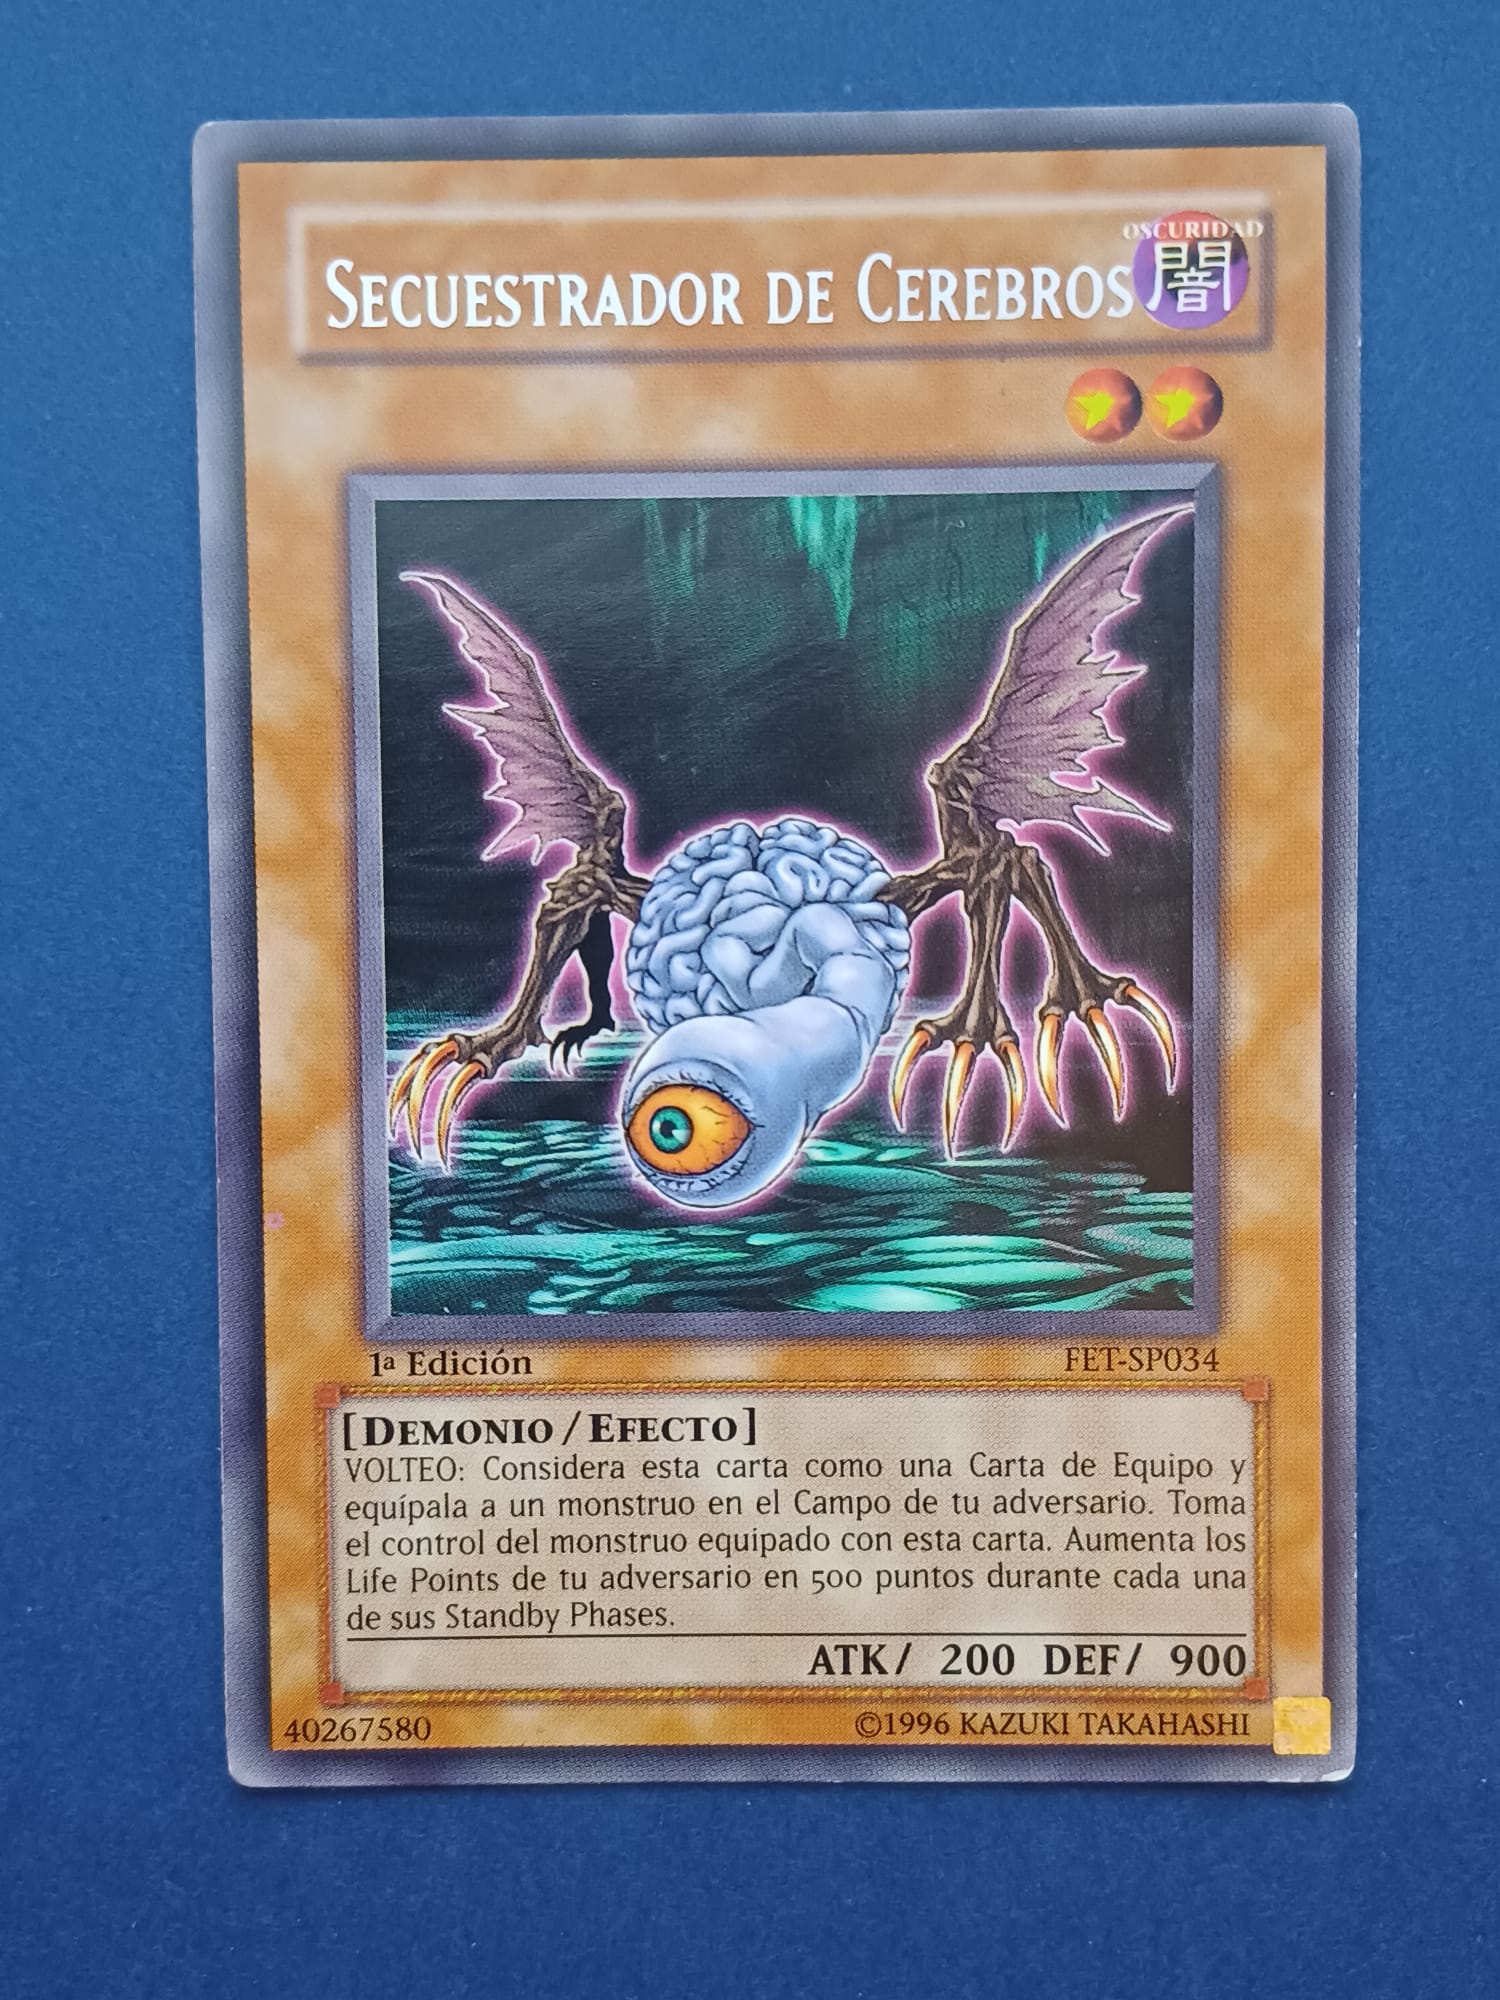 SECUESTRADOR DE CEREBROS
OSCURIDAD
闇
1ª Edición
FET-SP034
[DEMONIO / EFECTO]
VOLTEO: Considera esta carta como una Carta de Equipo y
equípala a un monstruo en el Campo de tu adversario. Toma
el control del monstruo equipado con esta carta. Aumenta los
Life Points de tu adversario en 500 puntos durante cada una
de sus Standby Phases.
ATK/ 200 DEF/ 900
40267580
©1996 KAZUKI TAKAHASHI